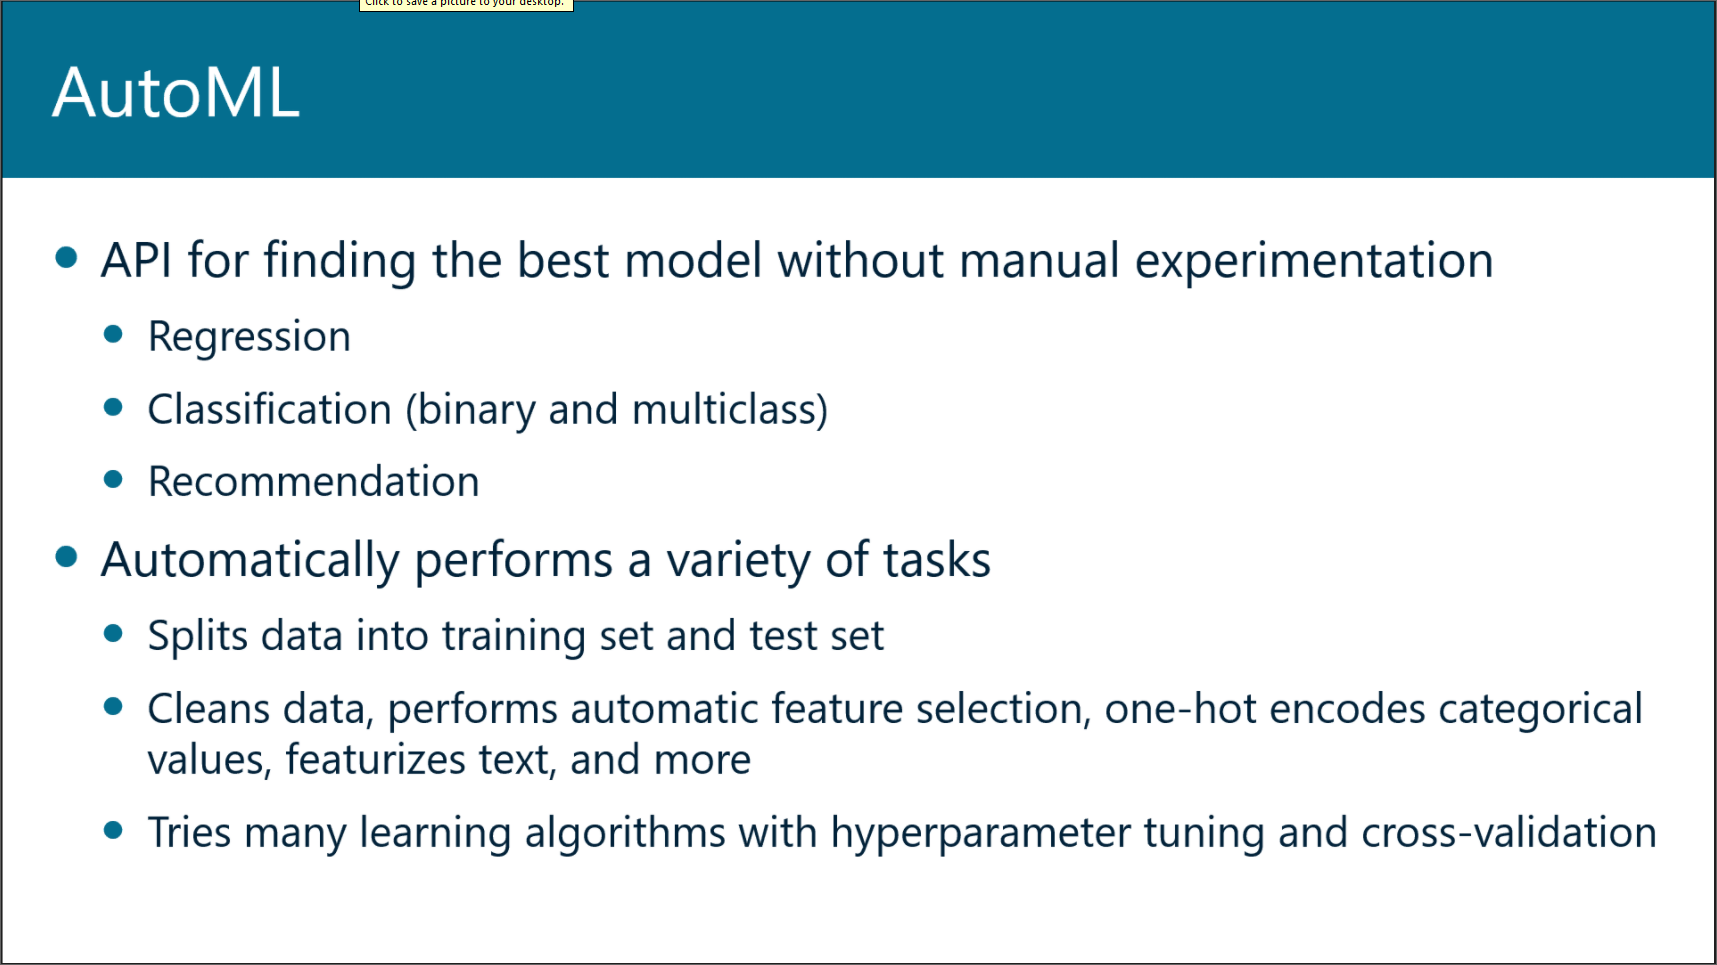 Click to save a picture to your desktop.
AutoML
API for finding the best model without manual experimentation
Regression
Classification (binary and multiclass)
Recommendation
Automatically performs a variety of tasks
Splits data into training set and test set
Cleans data, performs automatic feature selection, one-hot encodes categorical
values, featurizes text, and more
Tries many learning algorithms with hyperparameter tuning and cross-validation